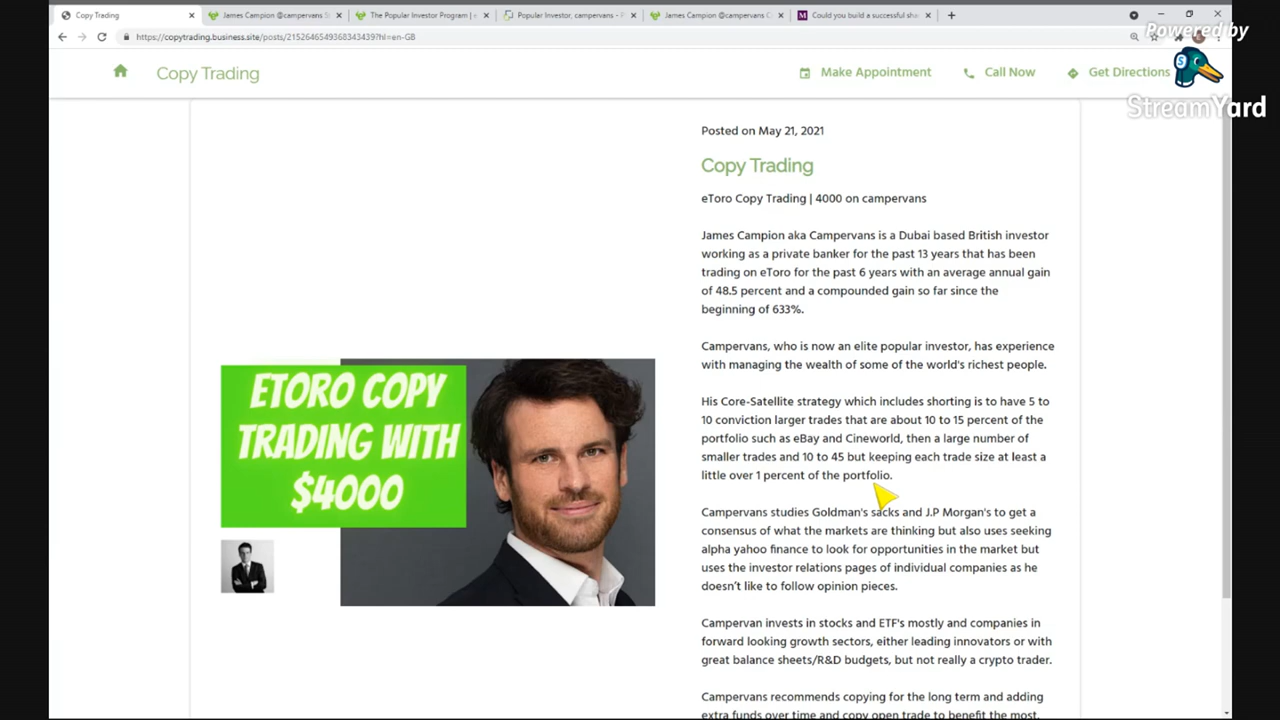 Copy Trading
James Campion @campervans S
The Popular Investor Program | e
Popular Investor, campervans - P
James Campion @campervans C
Could you build a successful sha
https://copytrading.business.site/posts/2152646549368343439?hl=en-GB
Powered by
StreamYard
Copy Trading
Make Appointment
Call Now
Get Directions
Posted on May 21, 2021
Copy Trading
eToro Copy Trading | 4000 on campervans
James Campion aka Campervans is a Dubai based British investor
working as a private banker for the past 13 years that has been
trading on eToro for the past 6 years with an average annual gain
of 48.5 percent and a compounded gain so far since the
beginning of 633%.
Campervans, who is now an elite popular investor, has experience
with managing the wealth of some of the world's richest people.
His Core-Satellite strategy which includes shorting is to have 5 to
10 conviction larger trades that are about 10 to 15 percent of the
portfolio such as eBay and Cineworld, then a large number of
smaller trades and 10 to 45 but keeping each trade size at least a
little over 1 percent of the portfolio.
ETORO COPY
TRADING WITH
$4000
Campervans studies Goldman's sacks and J.P Morgan's to get a
consensus of what the markets are thinking but also uses seeking
alpha yahoo finance to look for opportunities in the market but
uses the investor relations pages of individual companies as he
doesn't like to follow opinion pieces.
Campervan invests in stocks and ETF's mostly and companies in
forward looking growth sectors, either leading innovators or with
great balance sheets/R&D budgets, but not really a crypto trader.
Campervans recommends copying for the long term and adding
extra funds over time and copy open trade to benefit the most.